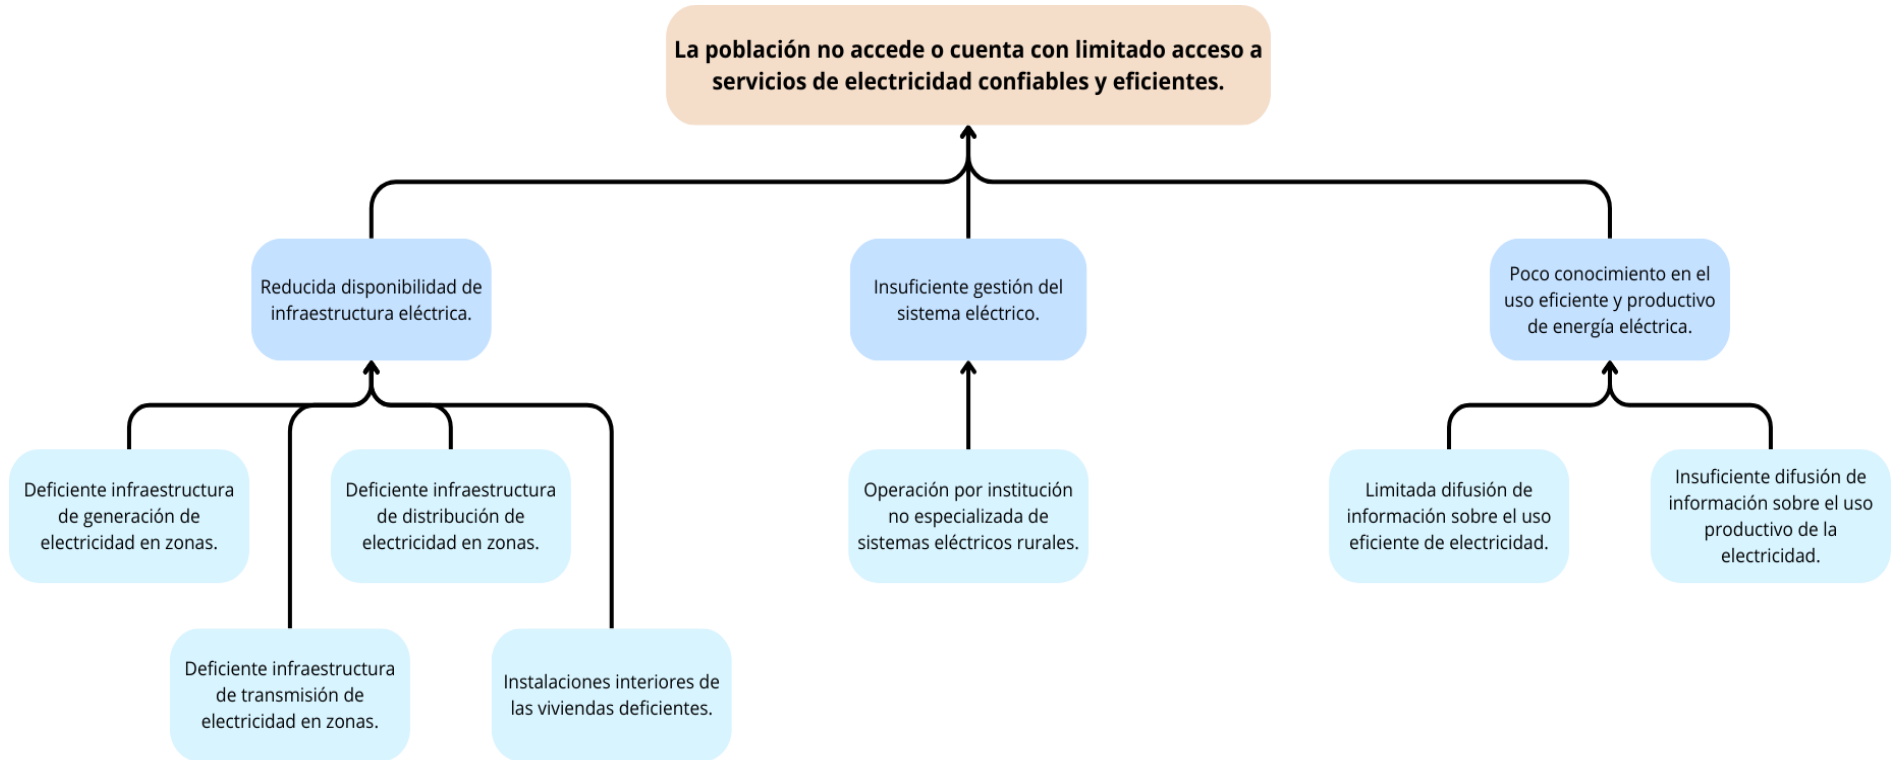 La población no accede o cuenta con limitado acceso a
servicios de electricidad confiables y eficientes.
Reducida disponibilidad de
infraestructura eléctrica.
Insuficiente gestión del
sistema eléctrico.
Poco conocimiento en el
uso eficiente y productivo
de energía eléctrica.
Deficiente infraestructura
de generación de
electricidad en zonas.
Deficiente infraestructura
de distribución de
electricidad en zonas.
Operación por institución
no especializada de
sistemas eléctricos rurales.
Limitada difusión de
información sobre el uso
eficiente de electricidad.
Insuficiente difusión de
información sobre el uso
productivo de la
electricidad.
Deficiente infraestructura
de transmisión de
electricidad en zonas.
Instalaciones interiores de
las viviendas deficientes.